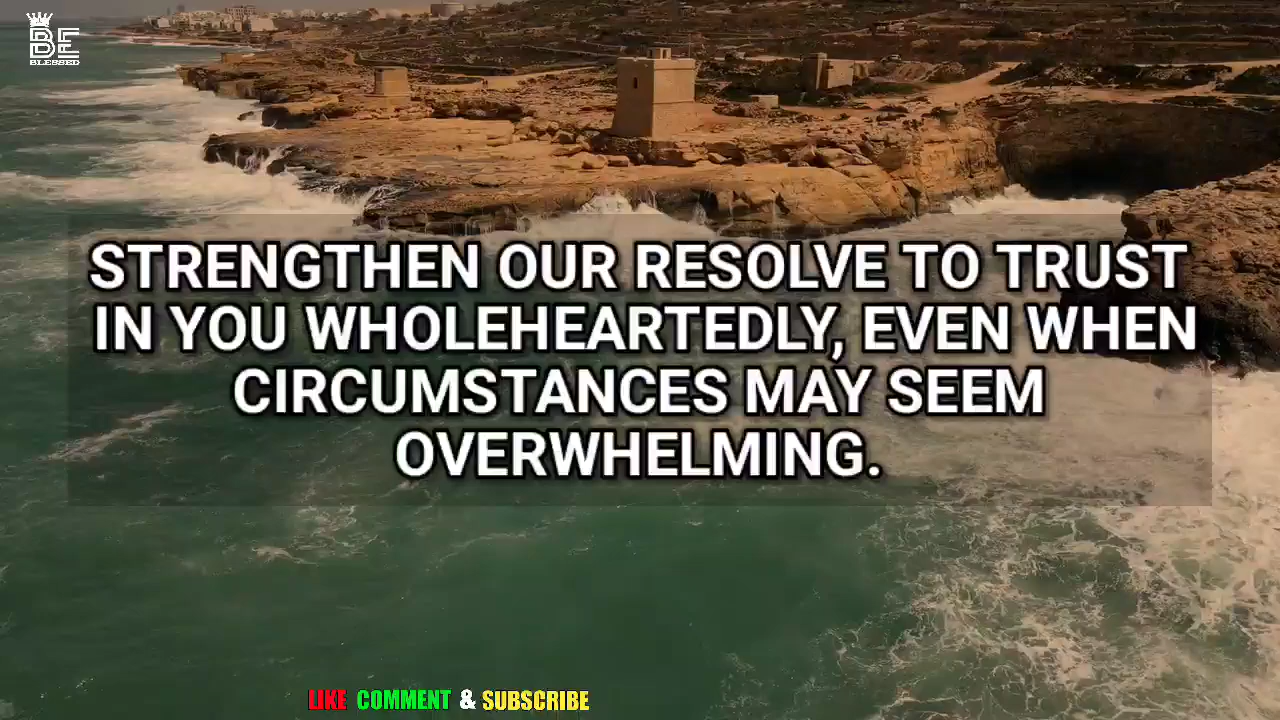 BE
BLESSED
STRENGTHEN OUR RESOLVE TO TRUST
IN YOU WHOLEHEARTEDLY, EVEN WHEN
CIRCUMSTANCES MAY SEEM
OVERWHELMING.
LIKE COMMENT & SUBSCRIBE